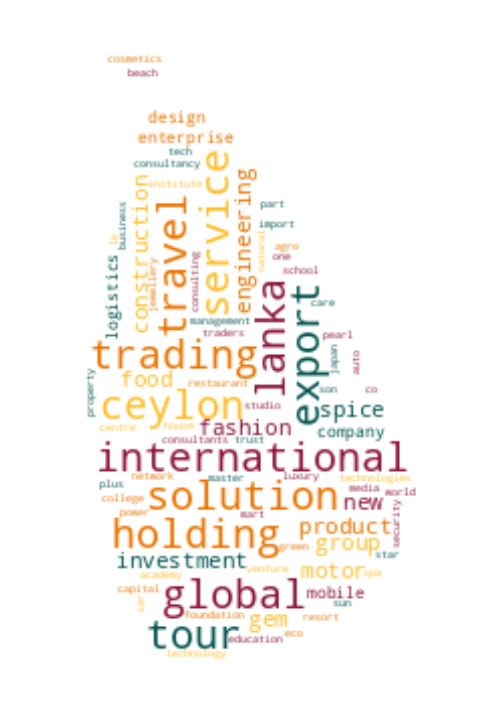 cosmetics
beach
design
enterprise
tech
consultancy
institute
service
engineering
construction
travel
business
lk
jewellery
consulting
natural
part
import
agro
one
school
logistics
management
traders
lanka
export
care
pearl
japan
auto
trading
food
restaurant
property
ceylon
son
co
studio
spice
centre
house
fashion
company
consultants
trust
international
network
master
luxury
technologies
plus
solution
media
world
college
new
power
mart
security
holding
product
green
group
star
investment
venture
academy
motor
spa
capital
car
global
mobile
sun
foundation
gem
resort
tour
eco
education
technology